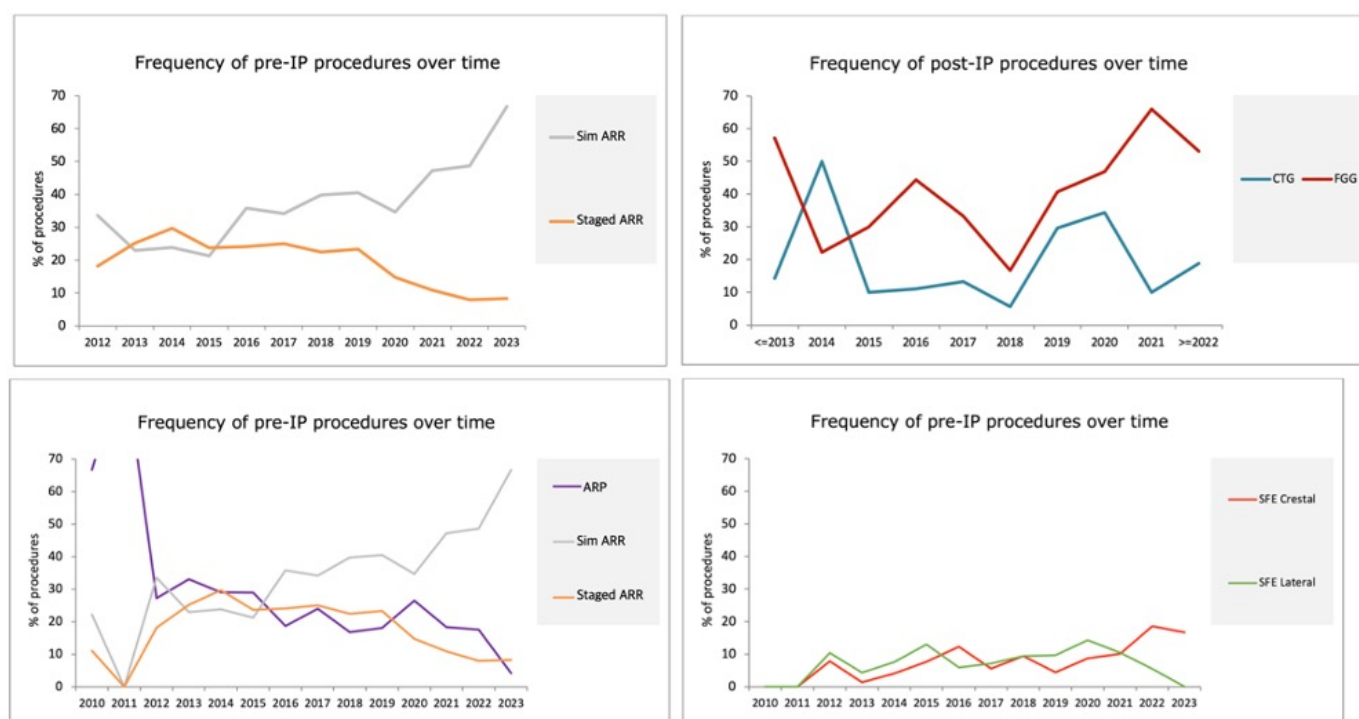 Frequency of pre-IP procedures over time
% of procedures
70
60
50
40
30
20
10
0
2012 2013 2014 2015 2016 2017 2018 2019 2020 2021 2022 2023
Sim ARR
Staged ARR
Frequency of post-IP procedures over time
% of procedures
70
60
50
40
30
20
10
0
<=2013 2014 2015 2016 2017 2018 2019 2020 2021 >=2022
CTG FGG
Frequency of pre-IP procedures over time
% of procedures
70
60
50
40
30
20
10
0
2010 2011 2012 2013 2014 2015 2016 2017 2018 2019 2020 2021 2022 2023
ARP
Sim ARR
Staged ARR
Frequency of pre-IP procedures over time
% of procedures
70
60
50
40
30
20
10
0
2010 2011 2012 2013 2014 2015 2016 2017 2018 2019 2020 2021 2022 2023
SFE Crestal
SFE Lateral